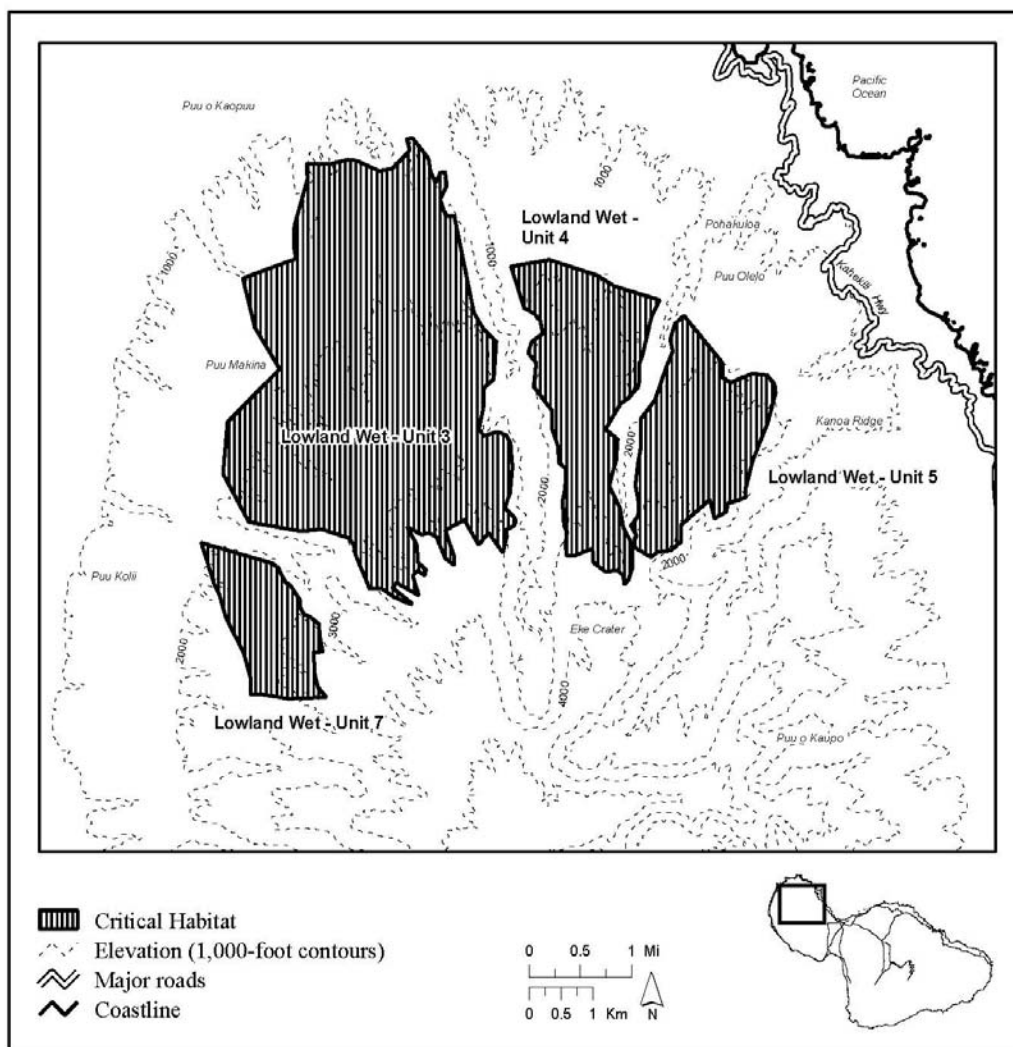 Pacific
Ocean
Puu o Kaopuu
1000
Lowland Wet -
Unit 4
Pohakuloa
1000
1000
Puu Olelo
Kahekili Hwy
Puu Makina
Lowland Wet - Unit 3
Kanoa Ridge
2000
Lowland Wet - Unit 5
2000
2000
Puu Kolii
3000
2000
Eke Crater
4000
Lowland Wet - Unit 7
Puu o Kaupo
Critical Habitat
Elevation (1,000-foot contours)
Major roads
Coastline
0 0.5 1 Mi
0 0.5 1 Km
N